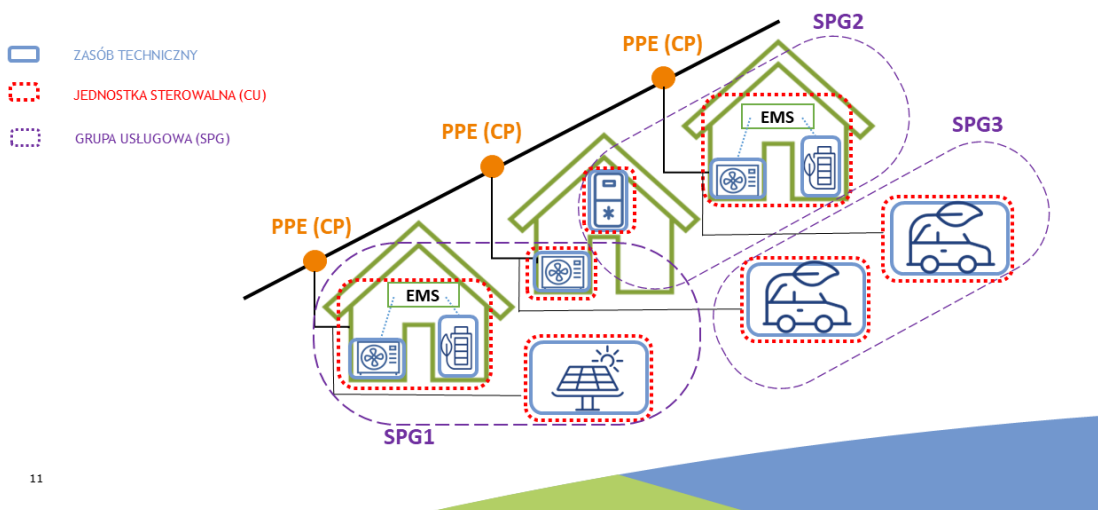 SPG2
PPE (CP)
ZASÓB TECHNICZNY
JEDNOSTKA STEROWALNA (CU)
EMS
SPG3
PPE (CP)
GRUPA USŁUGOWA (SPG)
PPE (CP)
EMS
SPG1
11